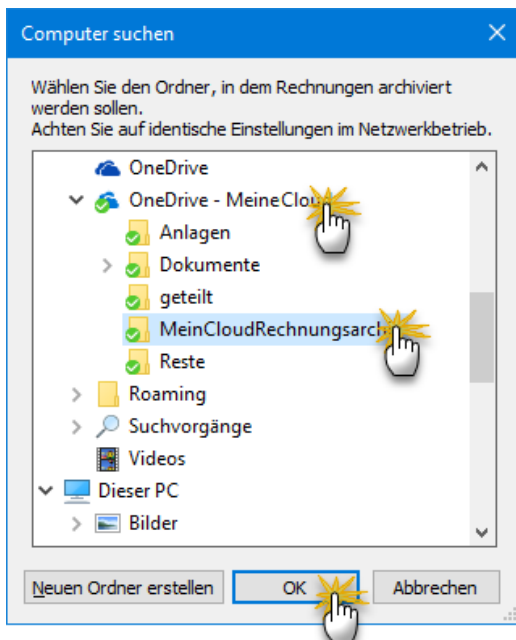 Computer suchen
Wählen Sie den Ordner, in dem Rechnungen archiviert
werden sollen.
Achten Sie auf identische Einstellungen im Netzwerkbetrieb.
OneDrive
OneDrive - MeineCloud
Anlagen
Dokumente
geteilt
MeinCloudRechnungsarch
Reste
Roaming
Suchvorgänge
Videos
Dieser PC
Bilder
Neuen Ordner erstellen OK Abbrechen